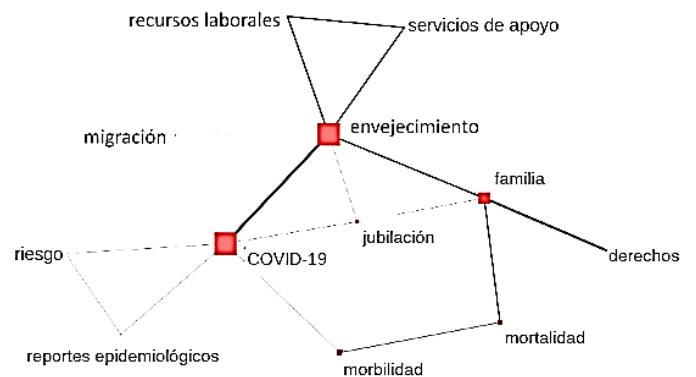 recursos laborales
servicios de apoyo
migración
envejecimiento
familia
jubilación
riesgo
COVID-19
derechos
mortalidad
reportes epidemiológicos
morbilidad